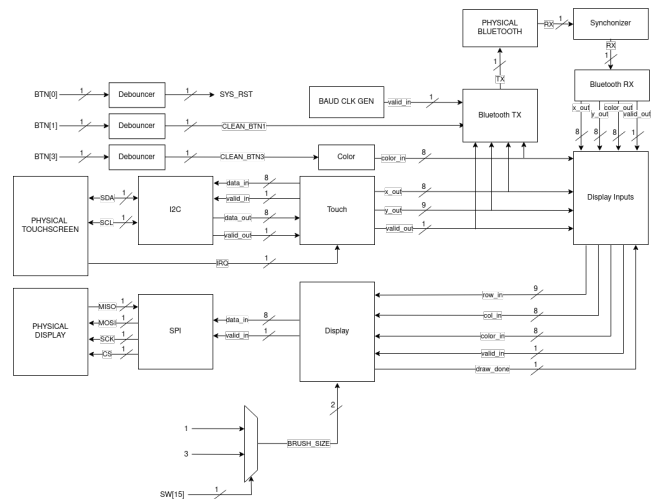 PHYSICAL
BLUETOOTH
RX
1
Synchonizer
RX
1
1
TX
Bluetooth RX
x_out
y_out
color_out
valid_out
8
8
8
1
BTN[0]
1
Debouncer
1
SYS_RST
BAUD CLK GEN
valid_in
1
Bluetooth TX
BTN[1]
1
Debouncer
1
CLEAN_BTN1
BTN[3]
1
Debouncer
1
CLEAN_BTN3
Color
color_in
8
PHYSICAL
TOUCHSCREEN
SDA
1
SCL
1
I2C
data_in
8
valid_in
1
data_out
8
valid_out
1
Touch
x_out
8
y_out
9
valid_out
1
Display Inputs
IRQ
1
PHYSICAL
DISPLAY
MISO
1
MOSI
1
SCK
1
CS
1
SPI
data_in
8
valid_in
1
Display
row_in
9
col_in
8
color_in
8
valid_in
1
draw_done
1
2
1
3
BRUSH_SIZE
SW[15]
1